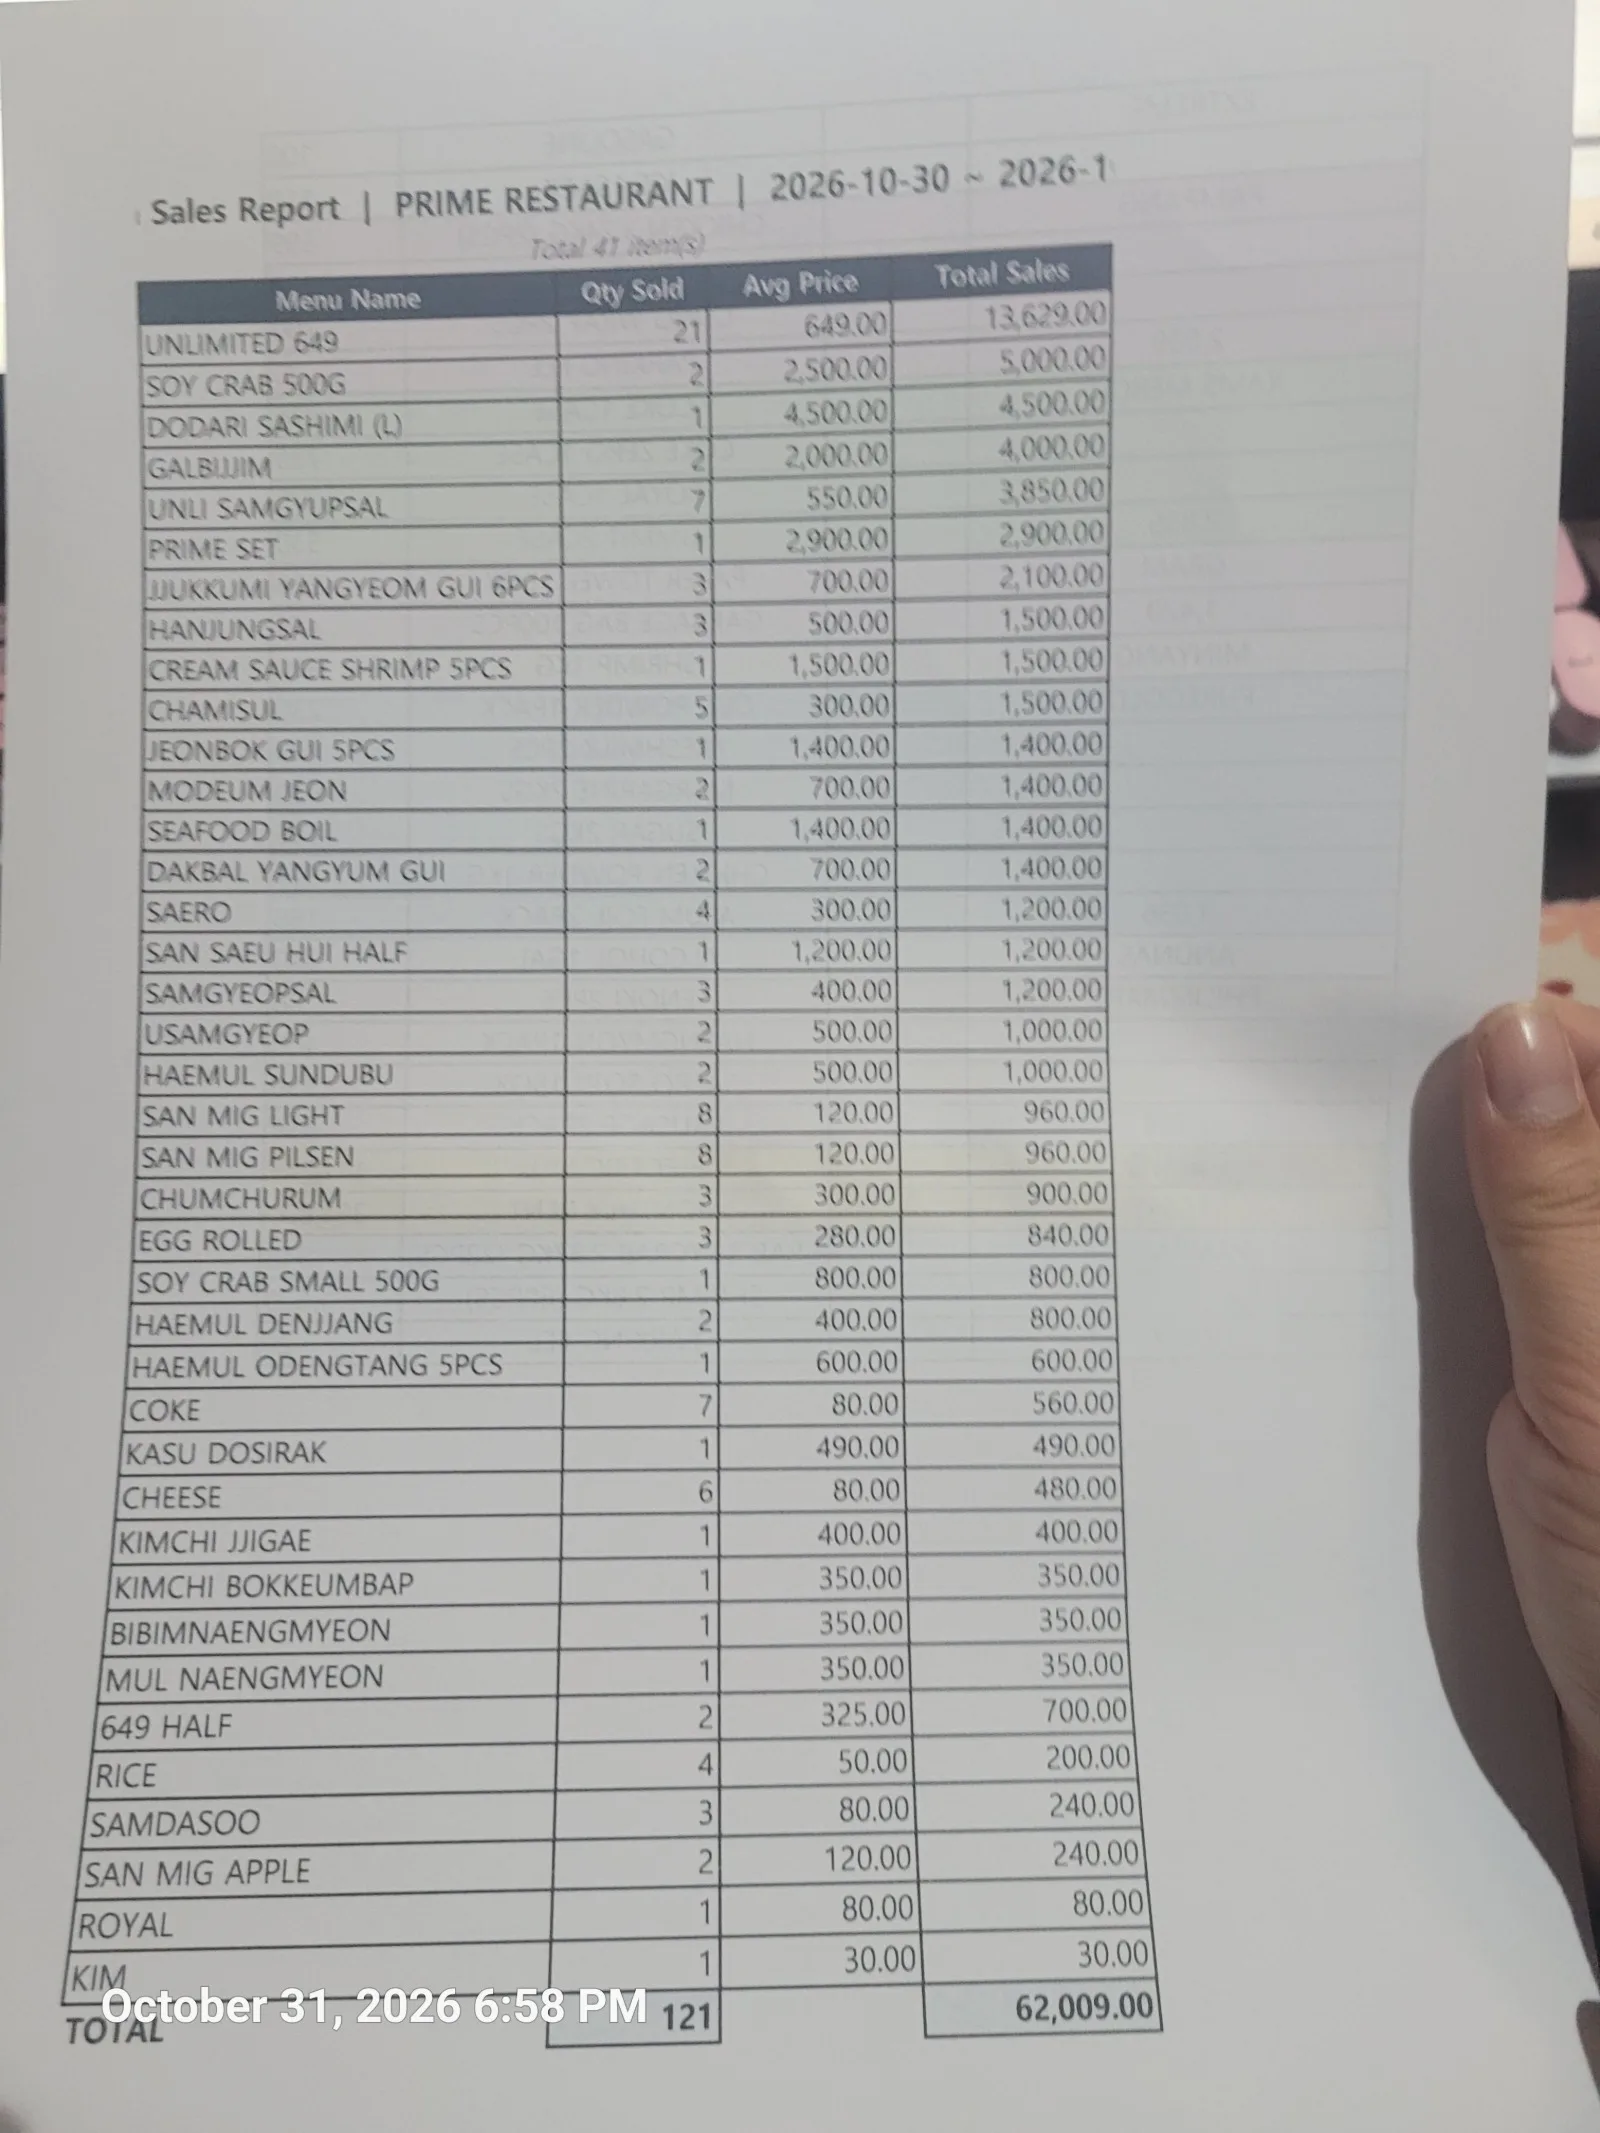 Sales Report | PRIME RESTAURANT | 2026-10-30 ~ 2026-1
Total 41 item(s)
Menu Name Qty Sold Avg Price Total Sales
UNLIMITED 649 21 649.00 13,629.00
SOY CRAB 500G 2 2,500.00 5,000.00
DODARI SASHIMI (L) 1 4,500.00 4,500.00
GALBIJJIM 2 2,000.00 4,000.00
UNLI SAMGYUPSAL 7 550.00 3,850.00
PRIME SET 1 2,900.00 2,900.00
JJUKKUMI YANGYEOM GUI 6PCS 3 700.00 2,100.00
HANJUNGSAL 3 500.00 1,500.00
CREAM SAUCE SHRIMP 5PCS 1 1,500.00 1,500.00
CHAMISUL 5 300.00 1,500.00
JEONBOK GUI 5PCS 1 1,400.00 1,400.00
MODEUM JEON 2 700.00 1,400.00
SEAFOOD BOIL 1 1,400.00 1,400.00
DAKBAL YANGYUM GUI 2 700.00 1,400.00
SAERO 4 300.00 1,200.00
SAN SAEU HUI HALF 1 1,200.00 1,200.00
SAMGYEOPSAL 3 400.00 1,200.00
USAMGYEOP 2 500.00 1,000.00
HAEMUL SUNDUBU 2 500.00 1,000.00
SAN MIG LIGHT 8 120.00 960.00
SAN MIG PILSEN 8 120.00 960.00
CHUMCHURUM 3 300.00 900.00
EGG ROLLED 3 280.00 840.00
SOY CRAB SMALL 500G 1 800.00 800.00
HAEMUL DENJJANG 2 400.00 800.00
HAEMUL ODENGTANG 5PCS 1 600.00 600.00
COKE 7 80.00 560.00
KASU DOSIRAK 1 490.00 490.00
CHEESE 6 80.00 480.00
KIMCHI JJIGAE 1 400.00 400.00
KIMCHI BOKKEUMBAP 1 350.00 350.00
BIBIMNAENGMYEON 1 350.00 350.00
MUL NAENGMYEON 1 350.00 350.00
649 HALF 2 325.00 700.00
RICE 4 50.00 200.00
SAMDASOO 3 80.00 240.00
SAN MIG APPLE 2 120.00 240.00
ROYAL 1 80.00 80.00
KIM 1 30.00 30.00
TOTAL 121 62,009.00
October 31, 2026 6:58 PM